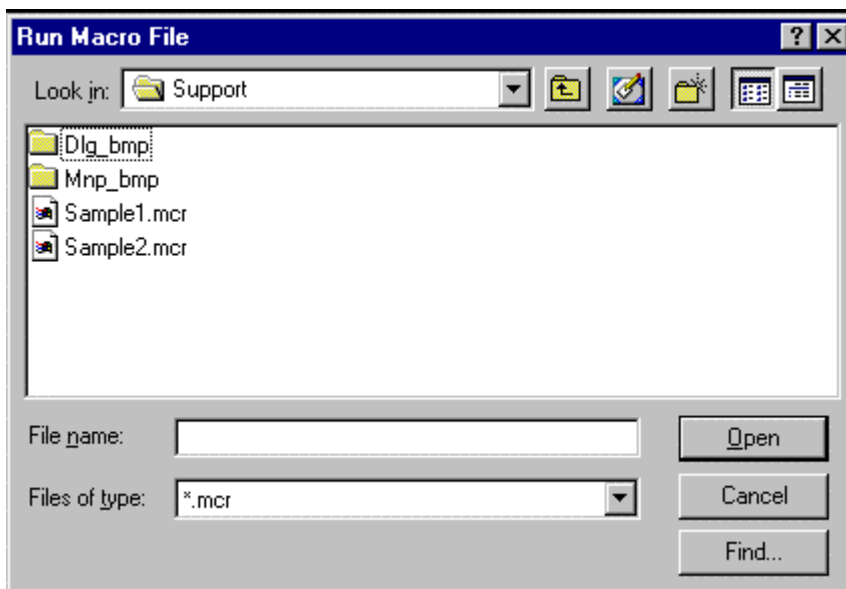 Run Macro File
Look in: Support
Dlg_bmp
Mnp_bmp
Sample1.mcr
Sample2.mcr
File name: Open
Files of type: *.mcr Cancel
Find...